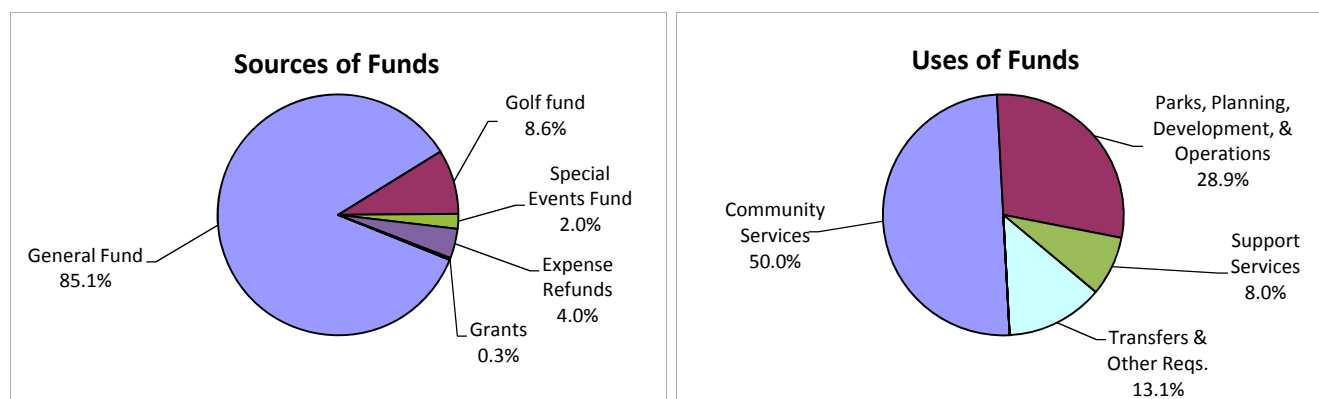 Sources of Funds
Golf fund
8.6%
Special
Events Fund
2.0%
General Fund
85.1%
Expense
Refunds
4.0%
Grants
0.3%
Uses of Funds
Parks, Planning,
Development, &
Operations
28.9%
Community
Services
50.0%
Support
Services
8.0%
Transfers &
Other Reqs.
13.1%